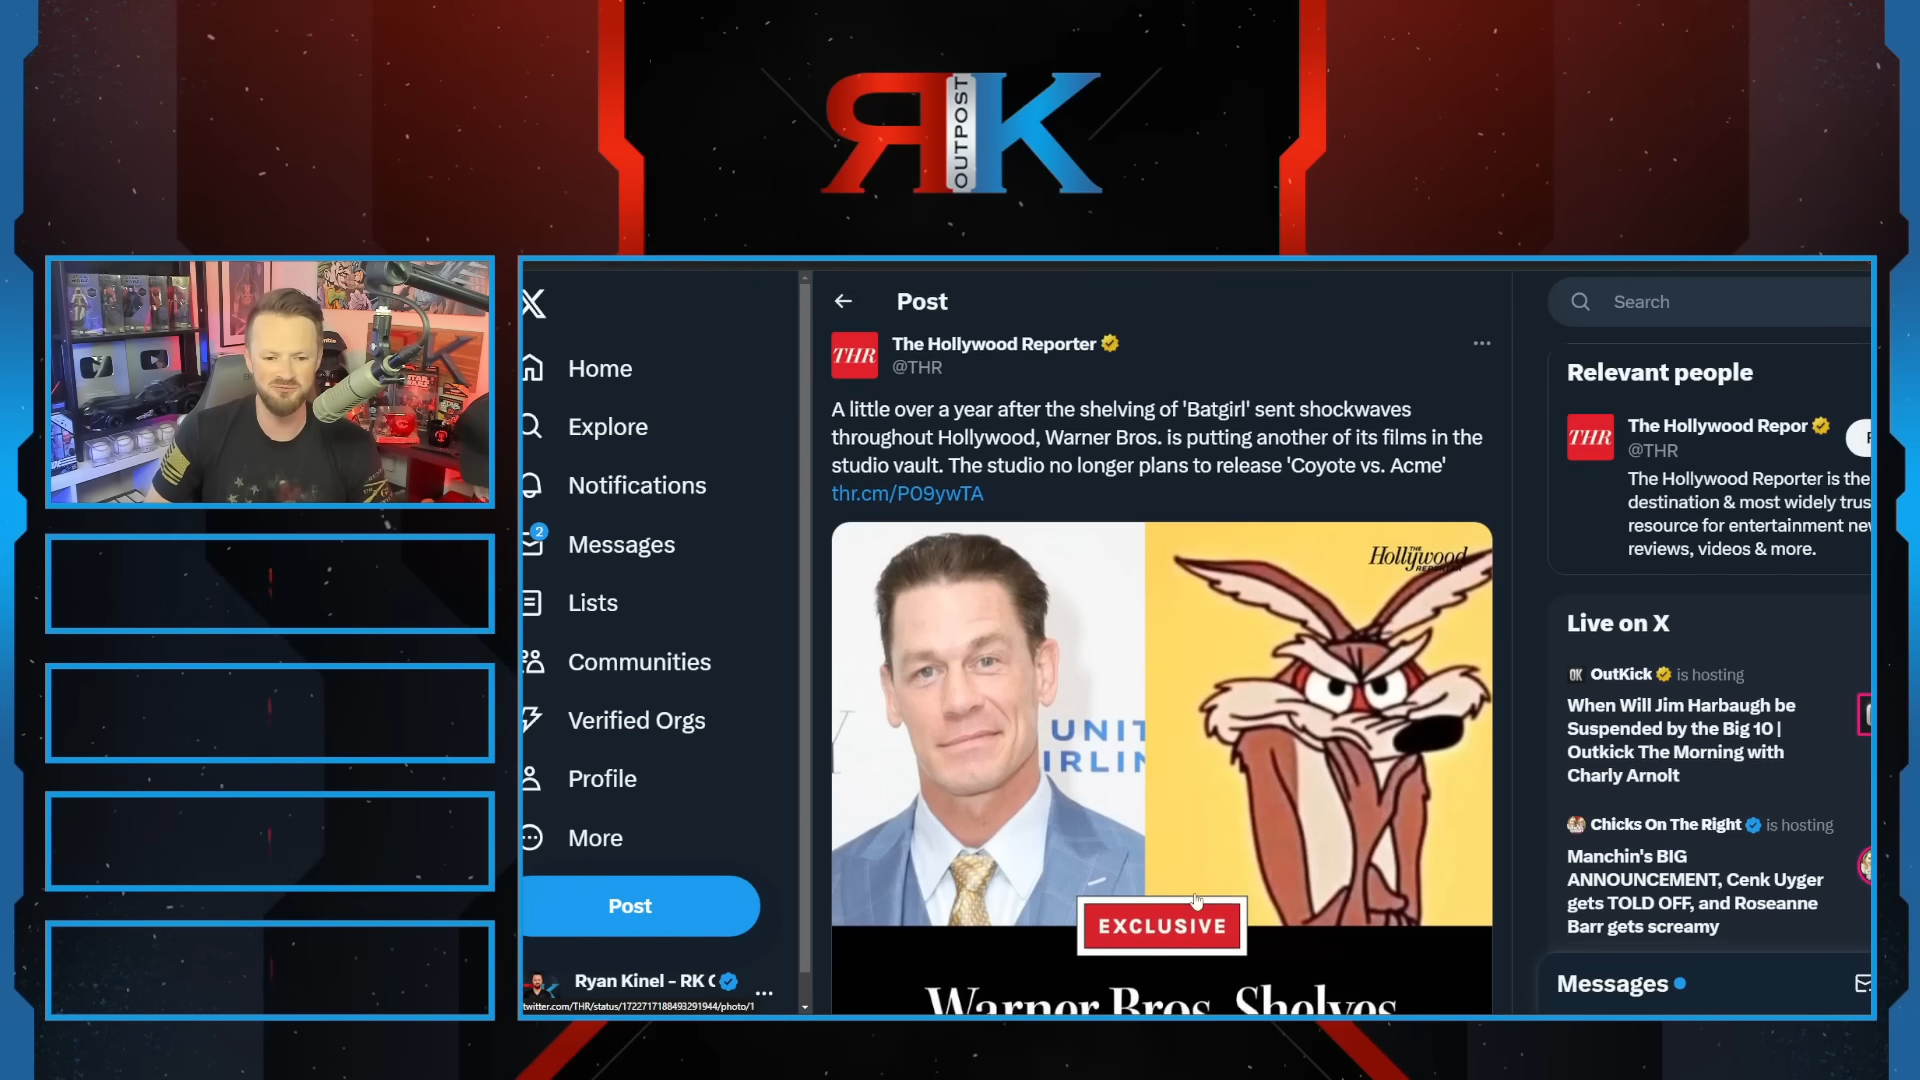 RK
OUTPOST
X
Home
Explore
Notifications
2
Messages
Lists
Communities
Verified Orgs
Profile
More
Post
Ryan Kinel - RK
twitter.com/THR/status/1722717188493291944/photo/1
Post
THR
The Hollywood Reporter
@THR
A little over a year after the shelving of 'Batgirl' sent shockwaves
throughout Hollywood, Warner Bros. is putting another of its films in the
studio vault. The studio no longer plans to release 'Coyote vs. Acme'
thr.cm/P09ywTA
The
Hollywood
REPORTER
UNIT
IRLIN
EXCLUSIVE
Warner Bros. Shelves
Search
Relevant people
THR
The Hollywood Repor
@THR
The Hollywood Reporter is the
destination & most widely trus
resource for entertainment ne
reviews, videos & more.
Live on X
OK OutKick is hosting
When Will Jim Harbaugh be
Suspended by the Big 10 |
Outkick The Morning with
Charly Arnolt
Chicks On The Right is hosting
Manchin's BIG
ANNOUNCEMENT, Cenk Uyger
gets TOLD OFF, and Roseanne
Barr gets screamy
Messages